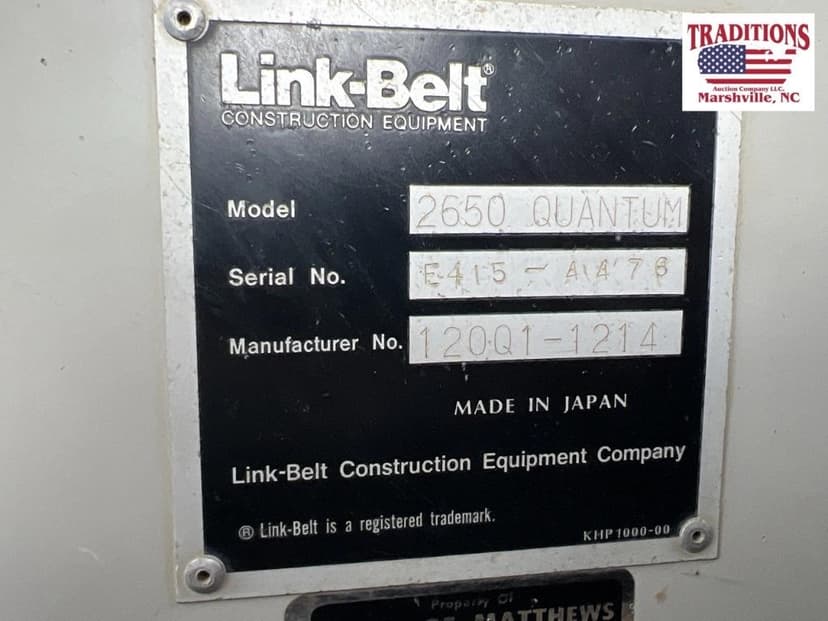 TRADITIONS
Auction Company LLC.
Marshville, NC
Link-Belt®
CONSTRUCTION EQUIPMENT
Model 2650 QUANTUM
Serial No. E415-AA76
Manufacturer No. 120Q1-1214
MADE IN JAPAN
Link-Belt Construction Equipment Company
® Link-Belt is a registered trademark.
KHP1000-00
Property Of
MATTHEWS